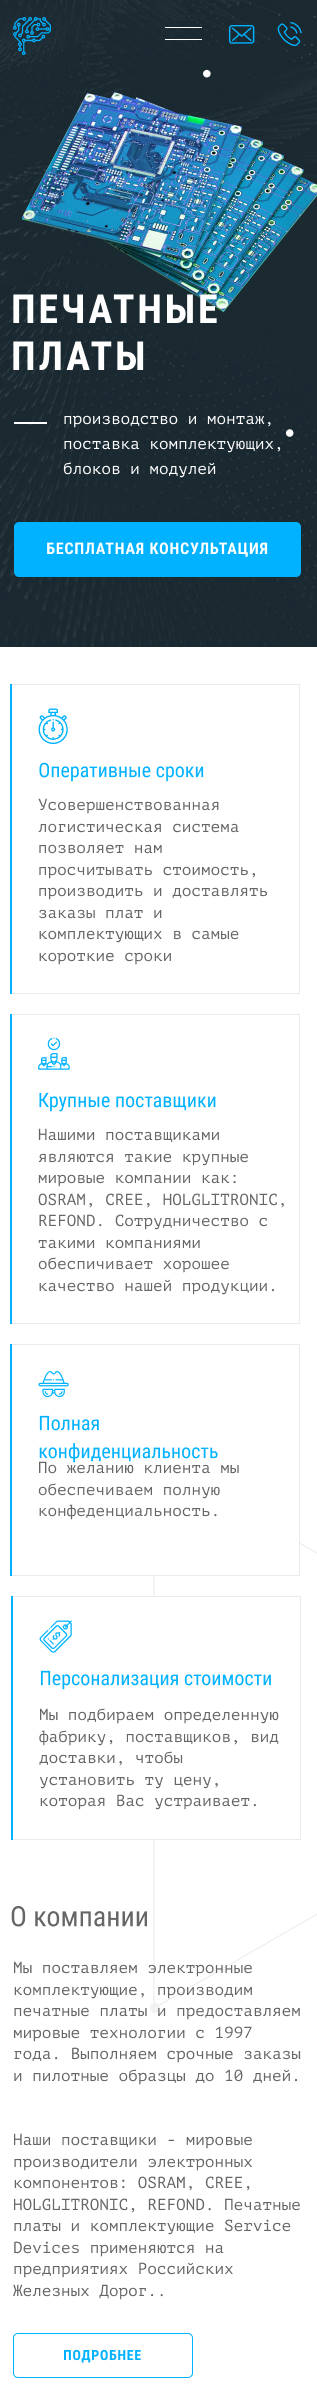 ПЕЧАТНЫЕ
ПЛАТЫ
производство и монтаж,
поставка комплектующих,
блоков и модулей
БЕСПЛАТНАЯ КОНСУЛЬТАЦИЯ
Оперативные сроки
Усовершенствованная
логистическая система
позволяет нам
просчитывать стоимость,
производить и доставлять
заказы плат и
комплектующих в самые
короткие сроки
Крупные поставщики
Нашими поставщиками
являются такие крупные
мировые компании как:
OSRAM, CREE, HOLGLITRONIC,
REFOND. Сотрудничество с
такими компаниями
обеспичивает хорошее
качество нашей продукции.
Полная
конфиденциальность
По желанию клиента мы
обеспечиваем полную
конфеденциальность.
Персонализация стоимости
Мы подбираем определенную
фабрику, поставщиков, вид
доставки, чтобы
установить ту цену,
которая Вас устраивает.
О компании
Мы поставляем электронные
комплектующие, производим
печатные платы и предоставляем
мировые технологии с 1997
года. Выполняем срочные заказы
и пилотные образцы до 10 дней.
Наши поставщики - мировые
производители электронных
компонентов: OSRAM, CREE,
HOLGLITRONIC, REFOND. Печатные
платы и комплектующие Service
Devices применяются на
предприятиях Российских
Железных Дорог..
ПОДРОБНЕЕ